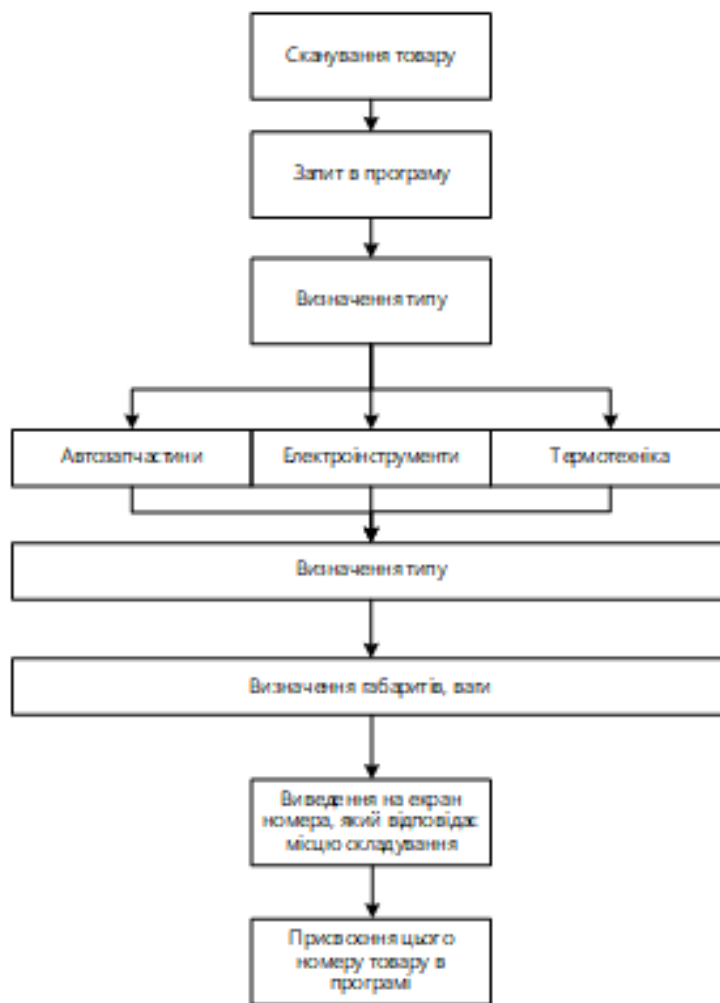 Сканування товару
Запит в програму
Визначення типу
Автозапчастини
Електроінструменти
Термотехніка
Визначення типу
Визначення габаритів, ваги
Виведення на екран
номера, який відповідає
місцю складування
Присвоєння цього
номеру товару в
програмі